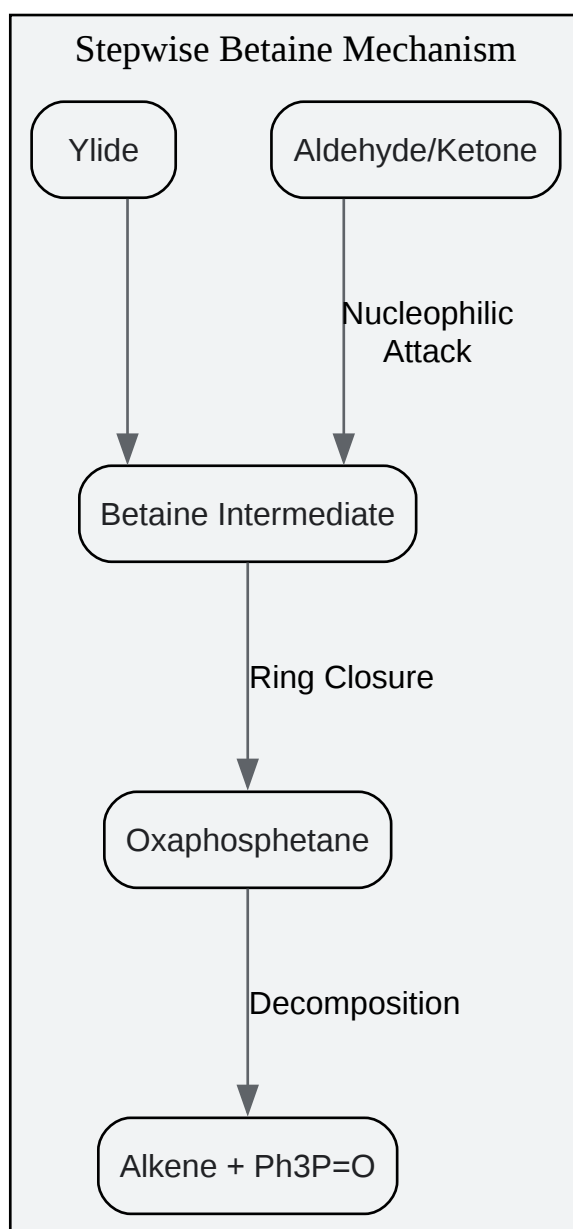 Stepwise Betaine Mechanism
Ylide
Aldehyde/Ketone
Nucleophilic
Attack
Betaine Intermediate
Ring Closure
Oxaphosphetane
Decomposition
Alkene + Ph3P=O